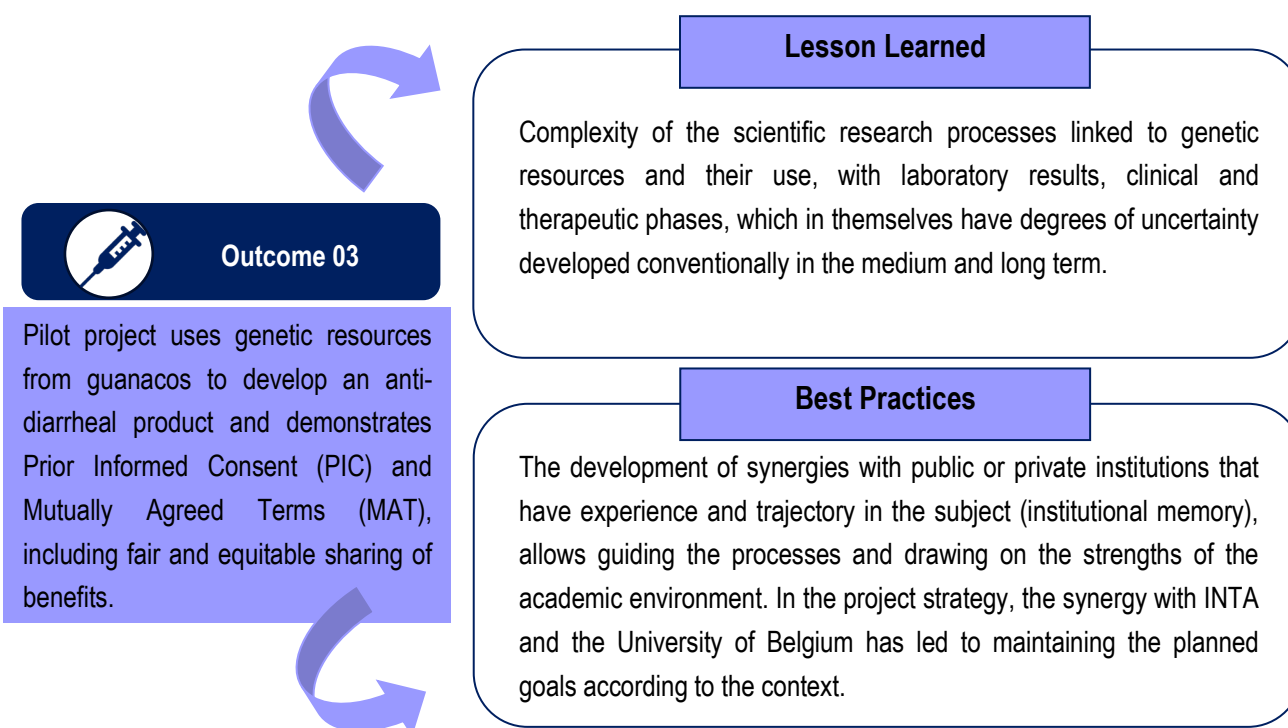 Outcome 03
Pilot project uses genetic resources
from guanacos to develop an anti-
diarrheal product and demonstrates
Prior Informed Consent (PIC) and
Mutually Agreed Terms (MAT),
including fair and equitable sharing of
benefits.
Lesson Learned
Complexity of the scientific research processes linked to genetic
resources and their use, with laboratory results, clinical and
therapeutic phases, which in themselves have degrees of uncertainty
developed conventionally in the medium and long term.
Best Practices
The development of synergies with public or private institutions that
have experience and trajectory in the subject (institutional memory),
allows guiding the processes and drawing on the strengths of the
academic environment. In the project strategy, the synergy with INTA
and the University of Belgium has led to maintaining the planned
goals according to the context.